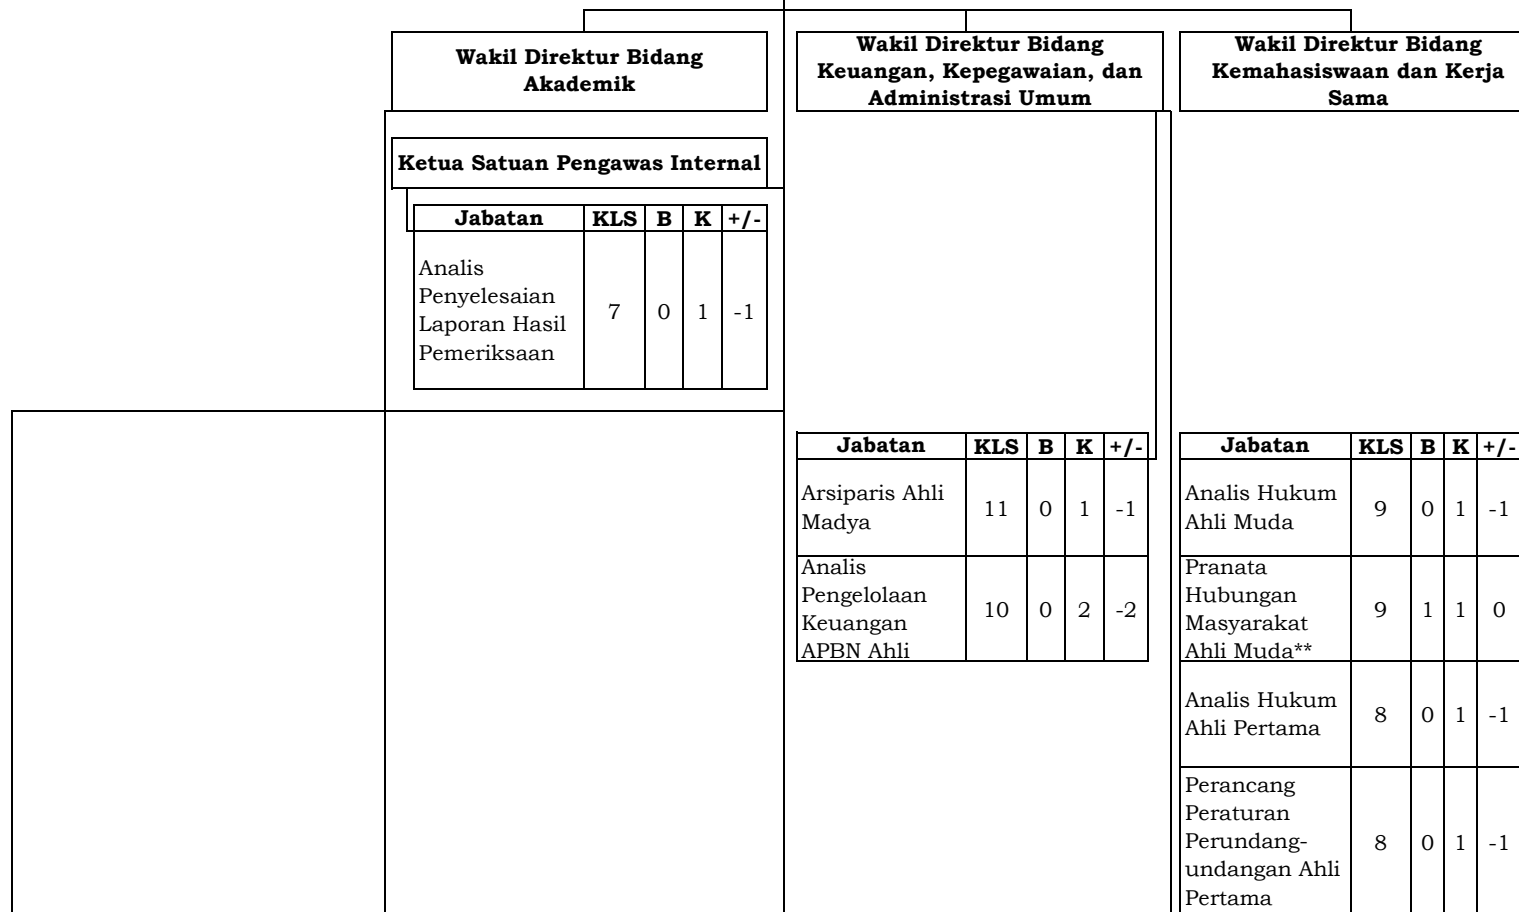 Wakil Direktur Bidang
Akademik
Wakil Direktur Bidang
Keuangan, Kepegawaian, dan
Administrasi Umum
Wakil Direktur Bidang
Kemahasiswaan dan Kerja
Sama
Ketua Satuan Pengawas Internal
Jabatan KLS B K +/-
Analis
Penyelesaian
Laporan Hasil
Pemeriksaan
7 0 1 -1
Jabatan KLS B K +/-
Arsiparis Ahli
Madya
11 0 1 -1
Analis
Pengelolaan
Keuangan
APBN Ahli
10 0 2 -2
Jabatan KLS B K +/-
Analis Hukum
Ahli Muda
9 0 1 -1
Pranata
Hubungan
Masyarakat
Ahli Muda**
9 1 1 0
Analis Hukum
Ahli Pertama
8 0 1 -1
Perancang
Peraturan
Perundang-
undangan Ahli
Pertama
8 0 1 -1